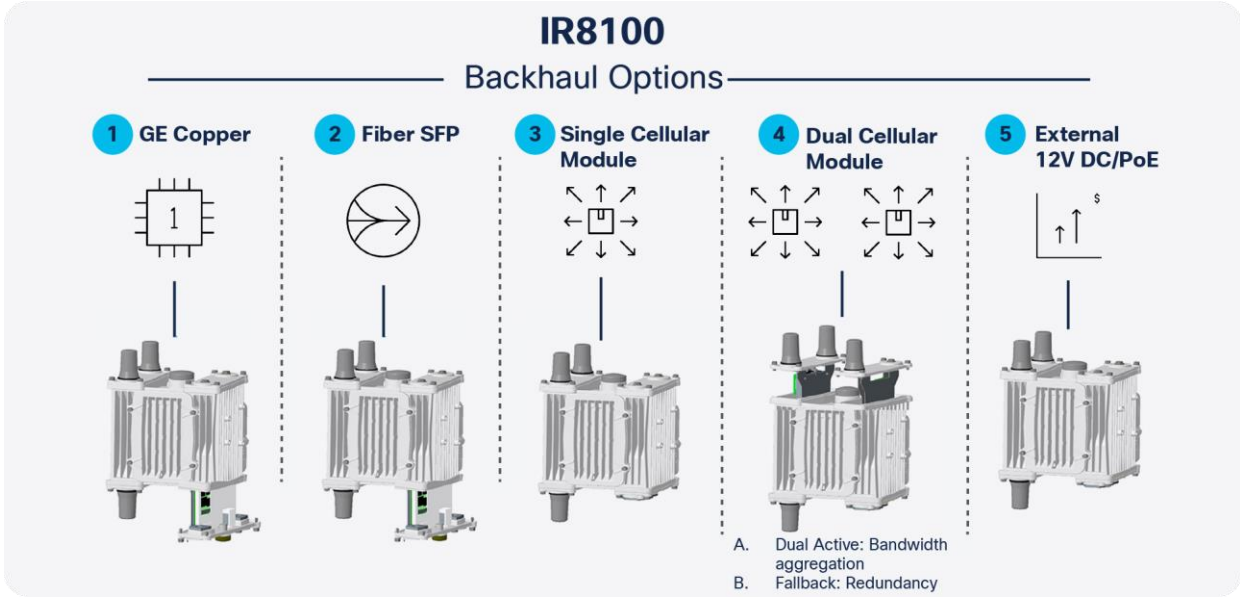 IR8100
Backhaul Options
1 GE Copper
2 Fiber SFP
3 Single Cellular
Module
4 Dual Cellular
Module
5 External
12V DC/PoE
1
$
A. Dual Active: Bandwidth
aggregation
B. Fallback: Redundancy